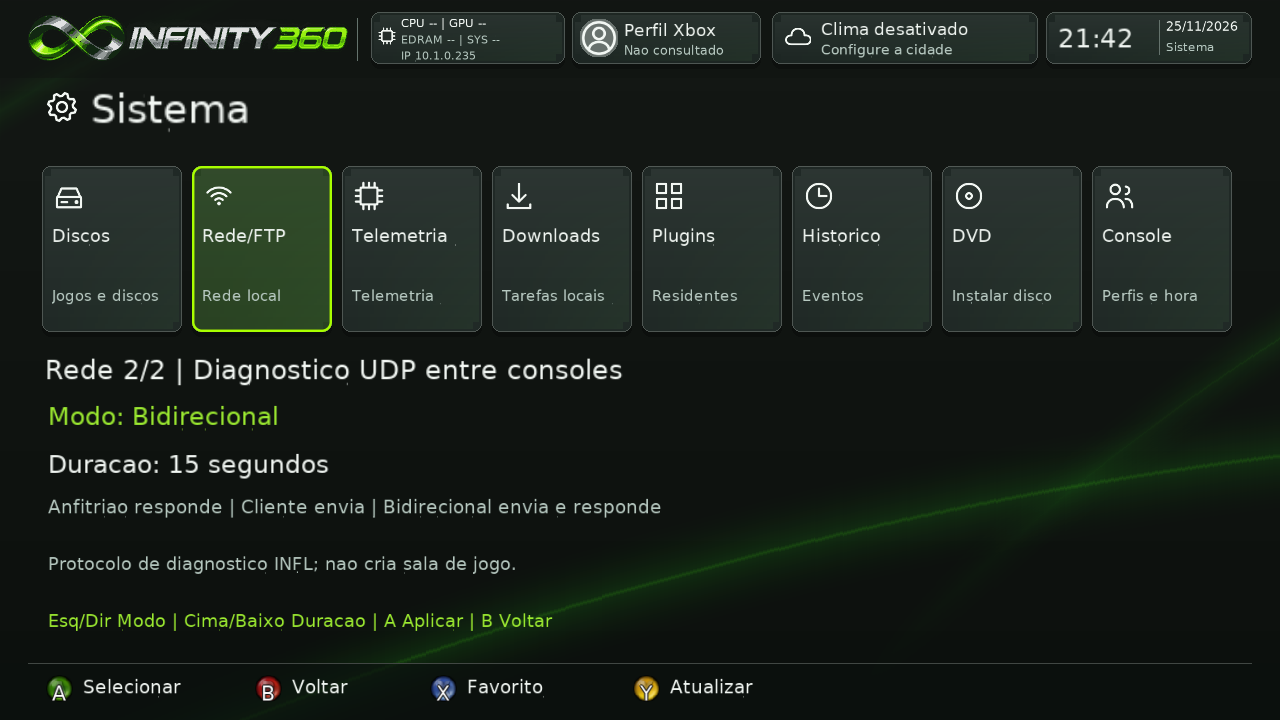 INFINITY 360
CPU -- | GPU --
EDRAM -- | SYS --
IP 10.1.0.235
Perfil Xbox
Nao consultado
Clima desativado
Configure a cidade
21:42
25/11/2026
Sistema
Sistema
Discos
Jogos e discos
Rede/FTP
Rede local
Telemetria
Telemetria
Downloads
Tarefas locais
Plugins
Residentes
Historico
Eventos
DVD
Instalar disco
Console
Perfis e hora
Rede 2/2 | Diagnostico UDP entre consoles
Modo: Bidirecional
Duracao: 15 segundos
Anfitriao responde | Cliente envia | Bidirecional envia e responde
Protocolo de diagnostico INFL; nao cria sala de jogo.
Esq/Dir Modo | Cima/Baixo Duracao | A Aplicar | B Voltar
A Selecionar
B Voltar
X Favorito
Y Atualizar